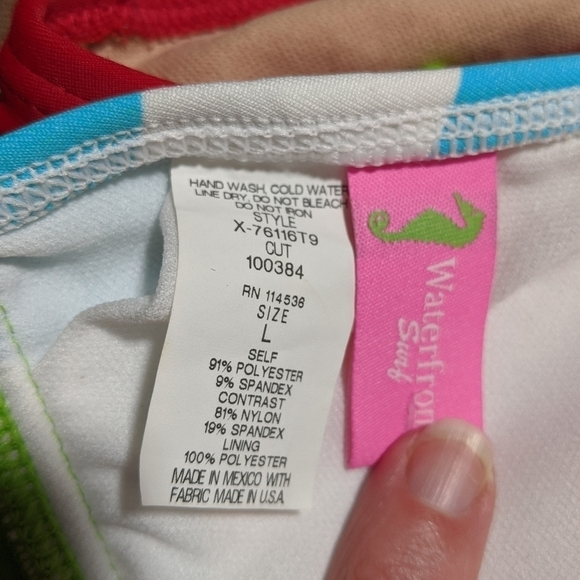 HAND WASH, COLD WATER
LINE DRY, DO NOT BLEACH
DO NOT IRON
STYLE
X-76116T9
CUT
100384
RN 114536
SIZE
L
SELF
91% POLYESTER
9% SPANDEX
CONTRAST
81% NYLON
19% SPANDEX
LINING
100% POLYESTER
MADE IN MEXICO WITH
FABRIC MADE IN U.S.A.
Waterfron
Surf